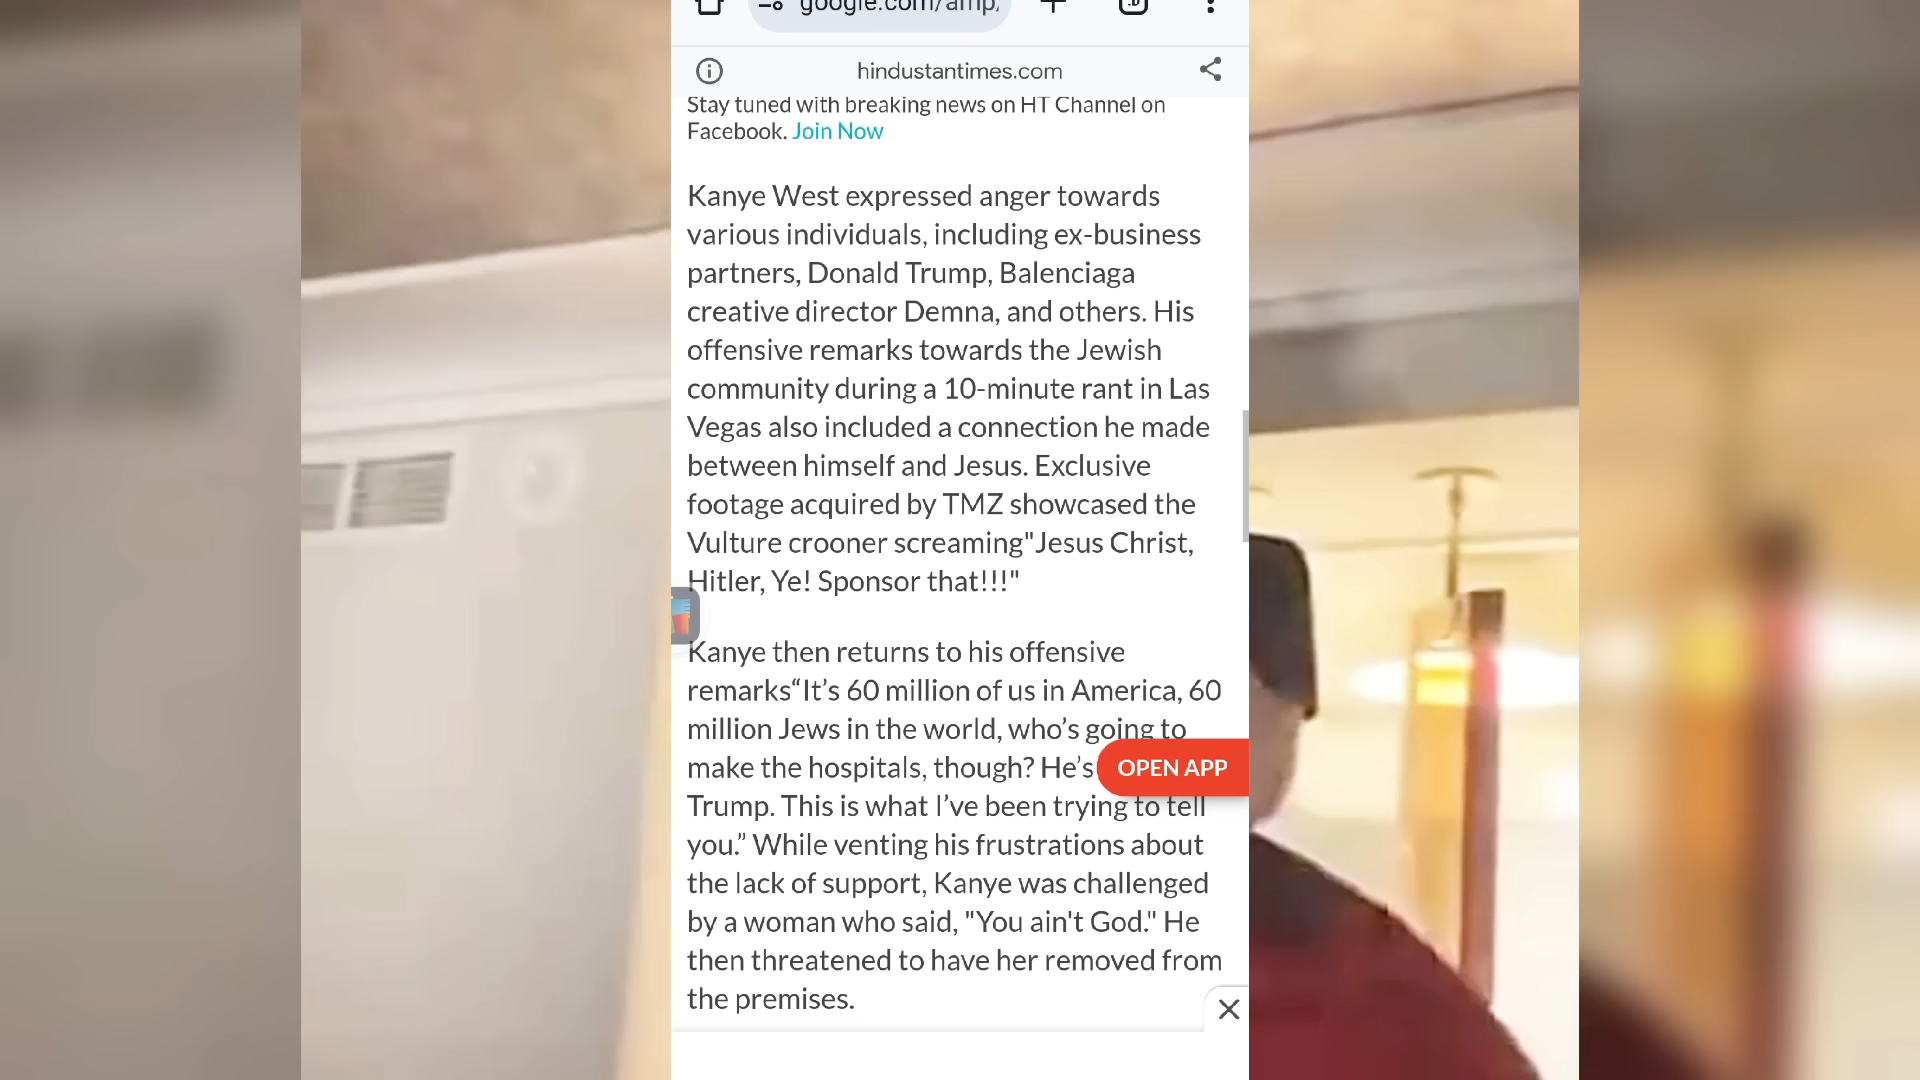 google.com/amp/
hindustantimes.com
Stay tuned with breaking news on HT Channel on
Facebook. Join Now
Kanye West expressed anger towards
various individuals, including ex-business
partners, Donald Trump, Balenciaga
creative director Demna, and others. His
offensive remarks towards the Jewish
community during a 10-minute rant in Las
Vegas also included a connection he made
between himself and Jesus. Exclusive
footage acquired by TMZ showcased the
Vulture crooner screaming"Jesus Christ,
Hitler, Ye! Sponsor that!!!"
Kanye then returns to his offensive
remarks“It’s 60 million of us in America, 60
million Jews in the world, who’s going to
make the hospitals, though? He’s
OPEN APP
Trump. This is what I’ve been trying to tell
you.” While venting his frustrations about
the lack of support, Kanye was challenged
by a woman who said, "You ain't God." He
then threatened to have her removed from
the premises.